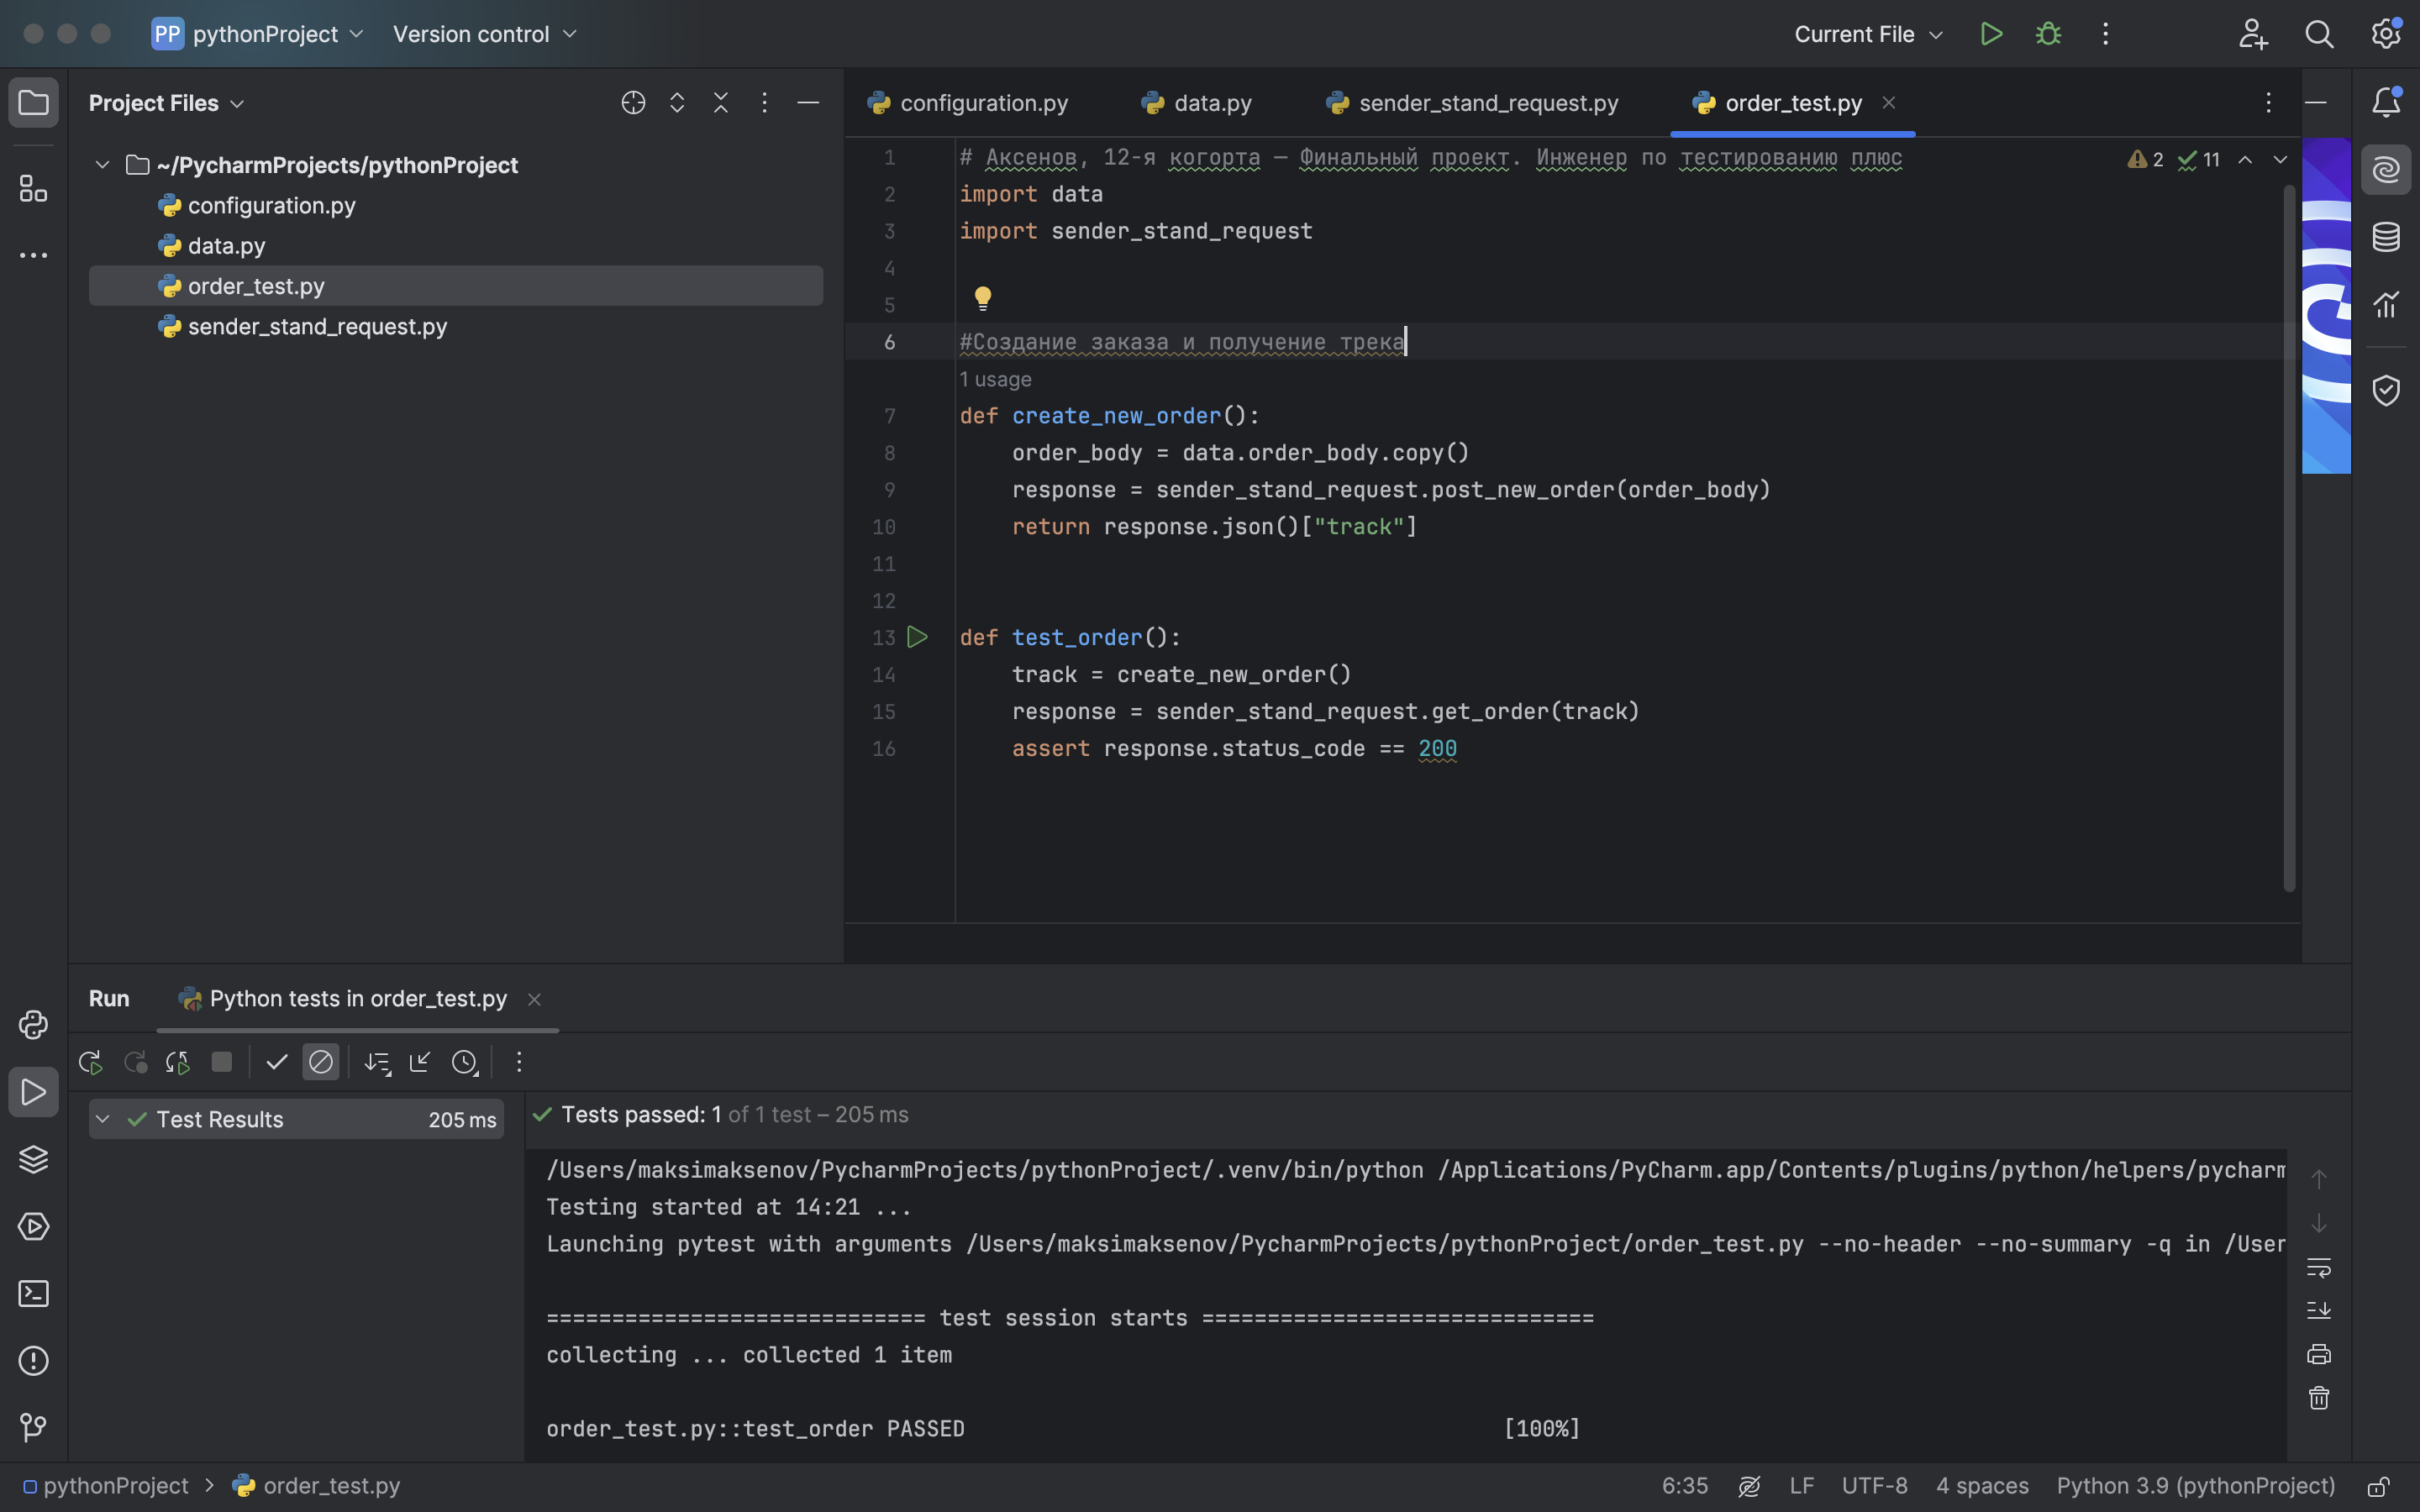 PP pythonProject Version control Current File
Project Files
~/PycharmProjects/pythonProject
configuration.py
data.py
order_test.py
sender_stand_request.py
configuration.py data.py sender_stand_request.py order_test.py
2 11
1 # Аксенов, 12-я когорта — Финальный проект. Инженер по тестированию плюс
2 import data
3 import sender_stand_request
4
5
6 #Создание заказа и получение трека
1 usage
7 def create_new_order():
8 order_body = data.order_body.copy()
9 response = sender_stand_request.post_new_order(order_body)
10 return response.json()["track"]
11
12
13 def test_order():
14 track = create_new_order()
15 response = sender_stand_request.get_order(track)
16 assert response.status_code == 200
Run Python tests in order_test.py
Test Results 205 ms
Tests passed: 1 of 1 test – 205 ms
/Users/maksimaksenov/PycharmProjects/pythonProject/.venv/bin/python /Applications/PyCharm.app/Contents/plugins/python/helpers/pycharm
Testing started at 14:21 ...
Launching pytest with arguments /Users/maksimaksenov/PycharmProjects/pythonProject/order_test.py --no-header --no-summary -q in /User
============================= test session starts ==============================
collecting ... collected 1 item
order_test.py::test_order PASSED [100%]
pythonProject > order_test.py 6:35 LF UTF-8 4 spaces Python 3.9 (pythonProject)